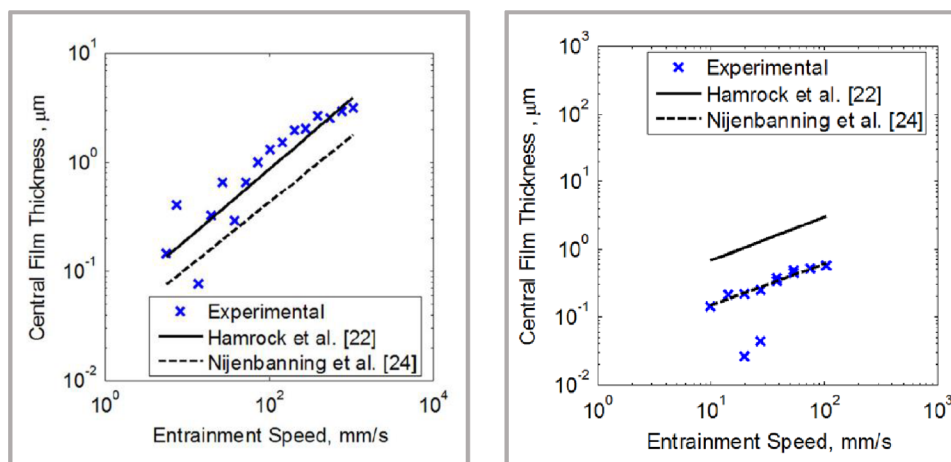 10^1
10^0
10^-1
10^-2
Central Film Thickness , μm
Experimental
Hamrock et al. [22]
Nijenbanning et al. [24]
10^0
10^2
10^4
Entrainment Speed, mm/s
10^3
10^2
10^1
10^0
10^-1
10^-2
Central Film Thickness, μm
Experimental
Hamrock et al. [22]
Nijenbanning et al. [24]
10^0
10^1
10^2
10^3
Entrainment Speed, mm/s